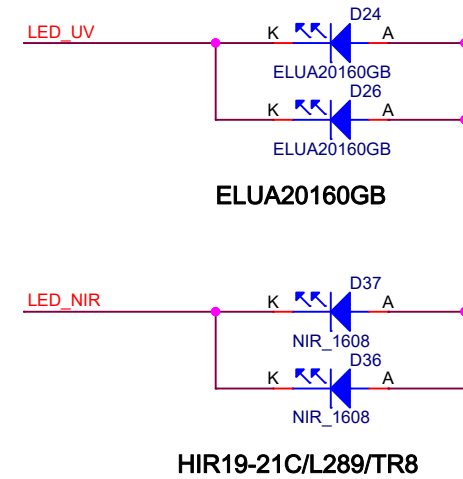 D24
LED_UV K A
ELUA20160GB
D26
K A
ELUA20160GB
ELUA20160GB
D37
LED_NIR K A
NIR_1608
D36
K A
NIR_1608
HIR19-21C/L289/TR8